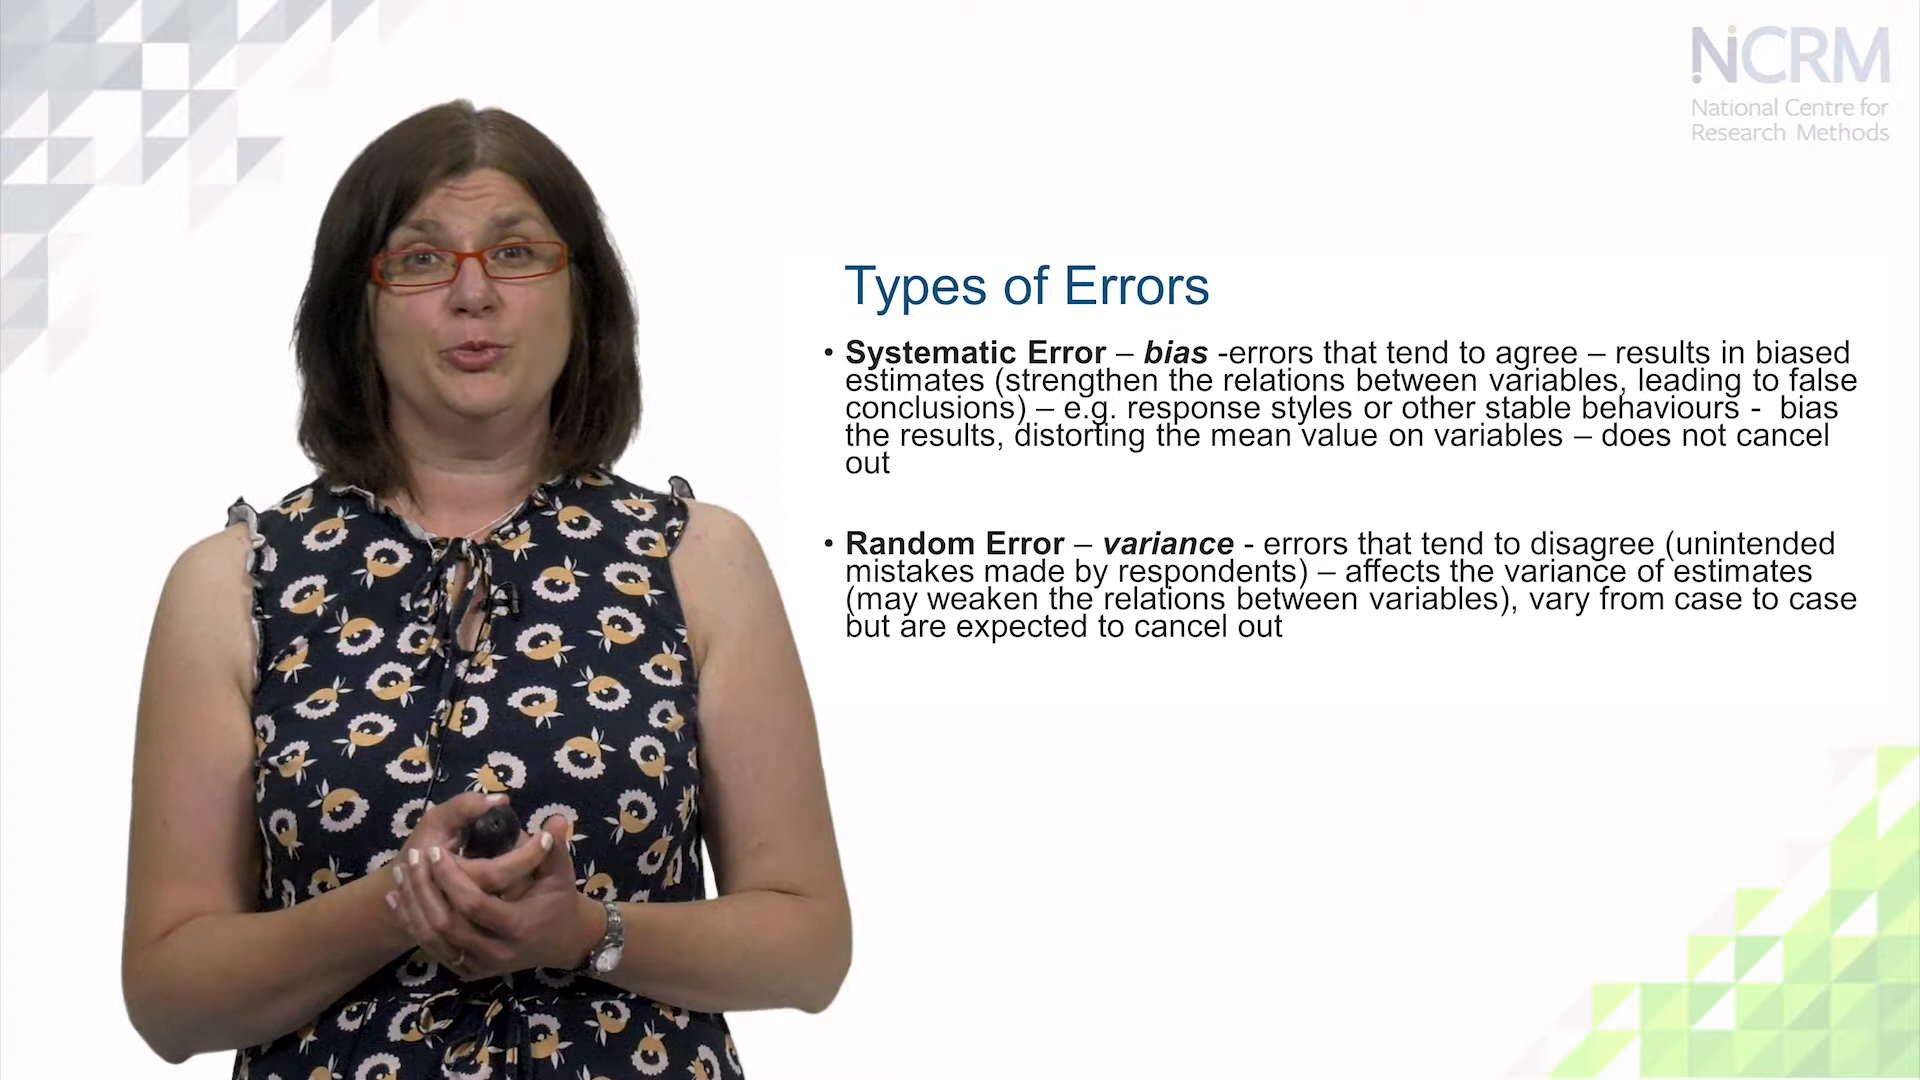 NCRM
National Centre for
Research Methods
Types of Errors
• Systematic Error – bias -errors that tend to agree – results in biased
estimates (strengthen the relations between variables, leading to false
conclusions) – e.g. response styles or other stable behaviours -  bias
the results, distorting the mean value on variables – does not cancel
out
• Random Error – variance - errors that tend to disagree (unintended
mistakes made by respondents) – affects the variance of estimates
(may weaken the relations between variables), vary from case to case
but are expected to cancel out